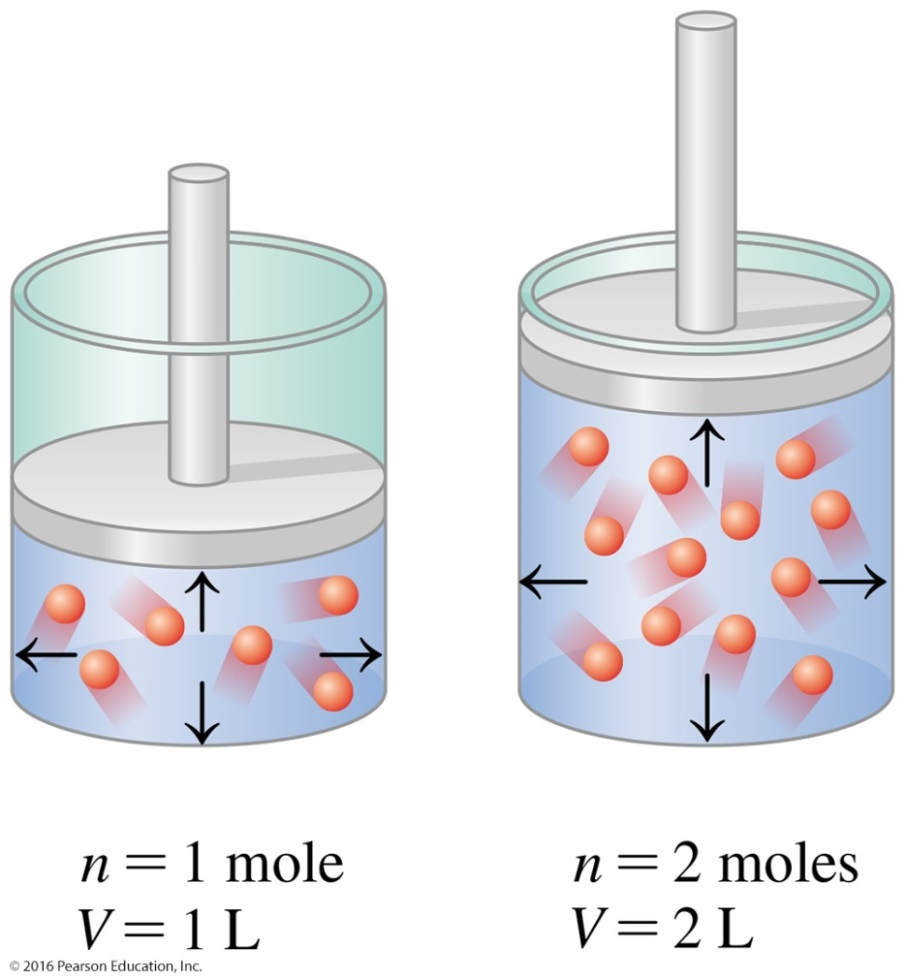 n = 1 mole
V = 1 L
n = 2 moles
V = 2 L
© 2016 Pearson Education, Inc.